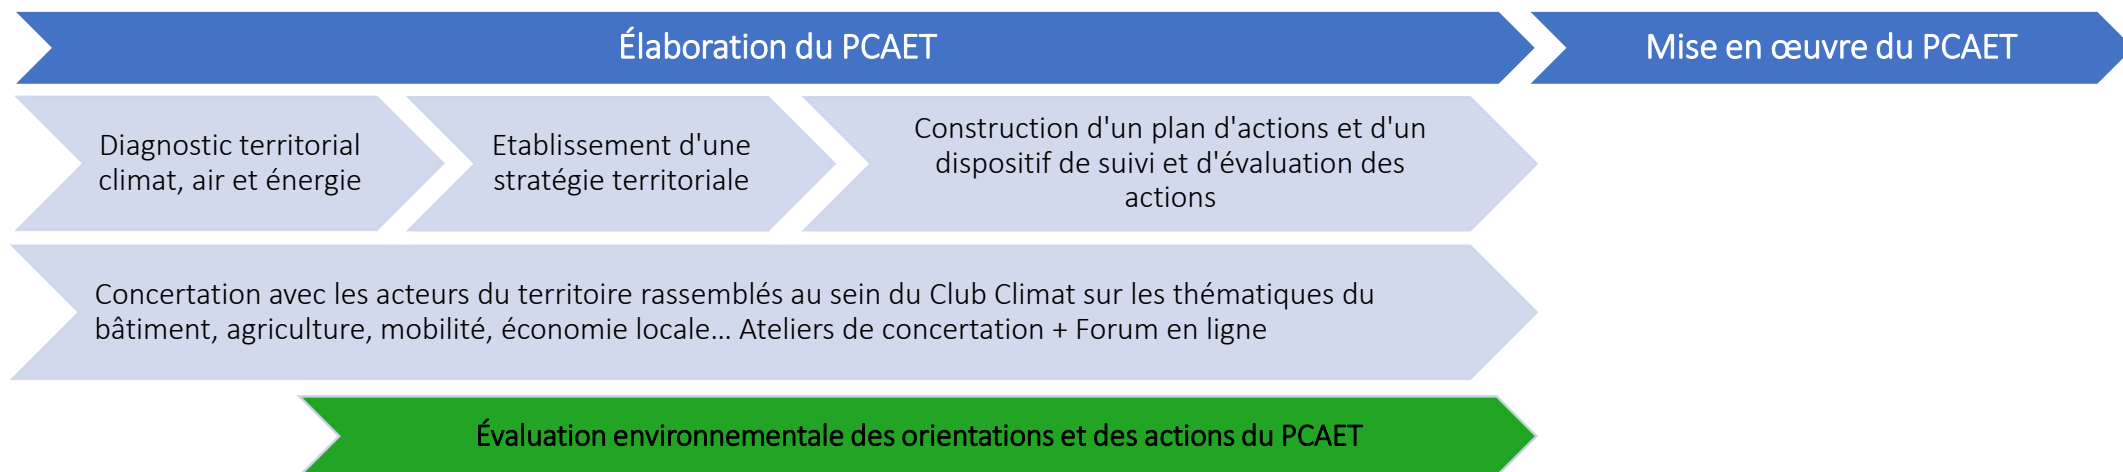 Élaboration du PCAET
Mise en œuvre du PCAET
Diagnostic territorial
climat, air et énergie
Etablissement d'une
stratégie territoriale
Construction d'un plan d'actions et d'un
dispositif de suivi et d'évaluation des
actions
Concertation avec les acteurs du territoire rassemblés au sein du Club Climat sur les thématiques du
bâtiment, agriculture, mobilité, économie locale… Ateliers de concertation + Forum en ligne
Évaluation environnementale des orientations et des actions du PCAET